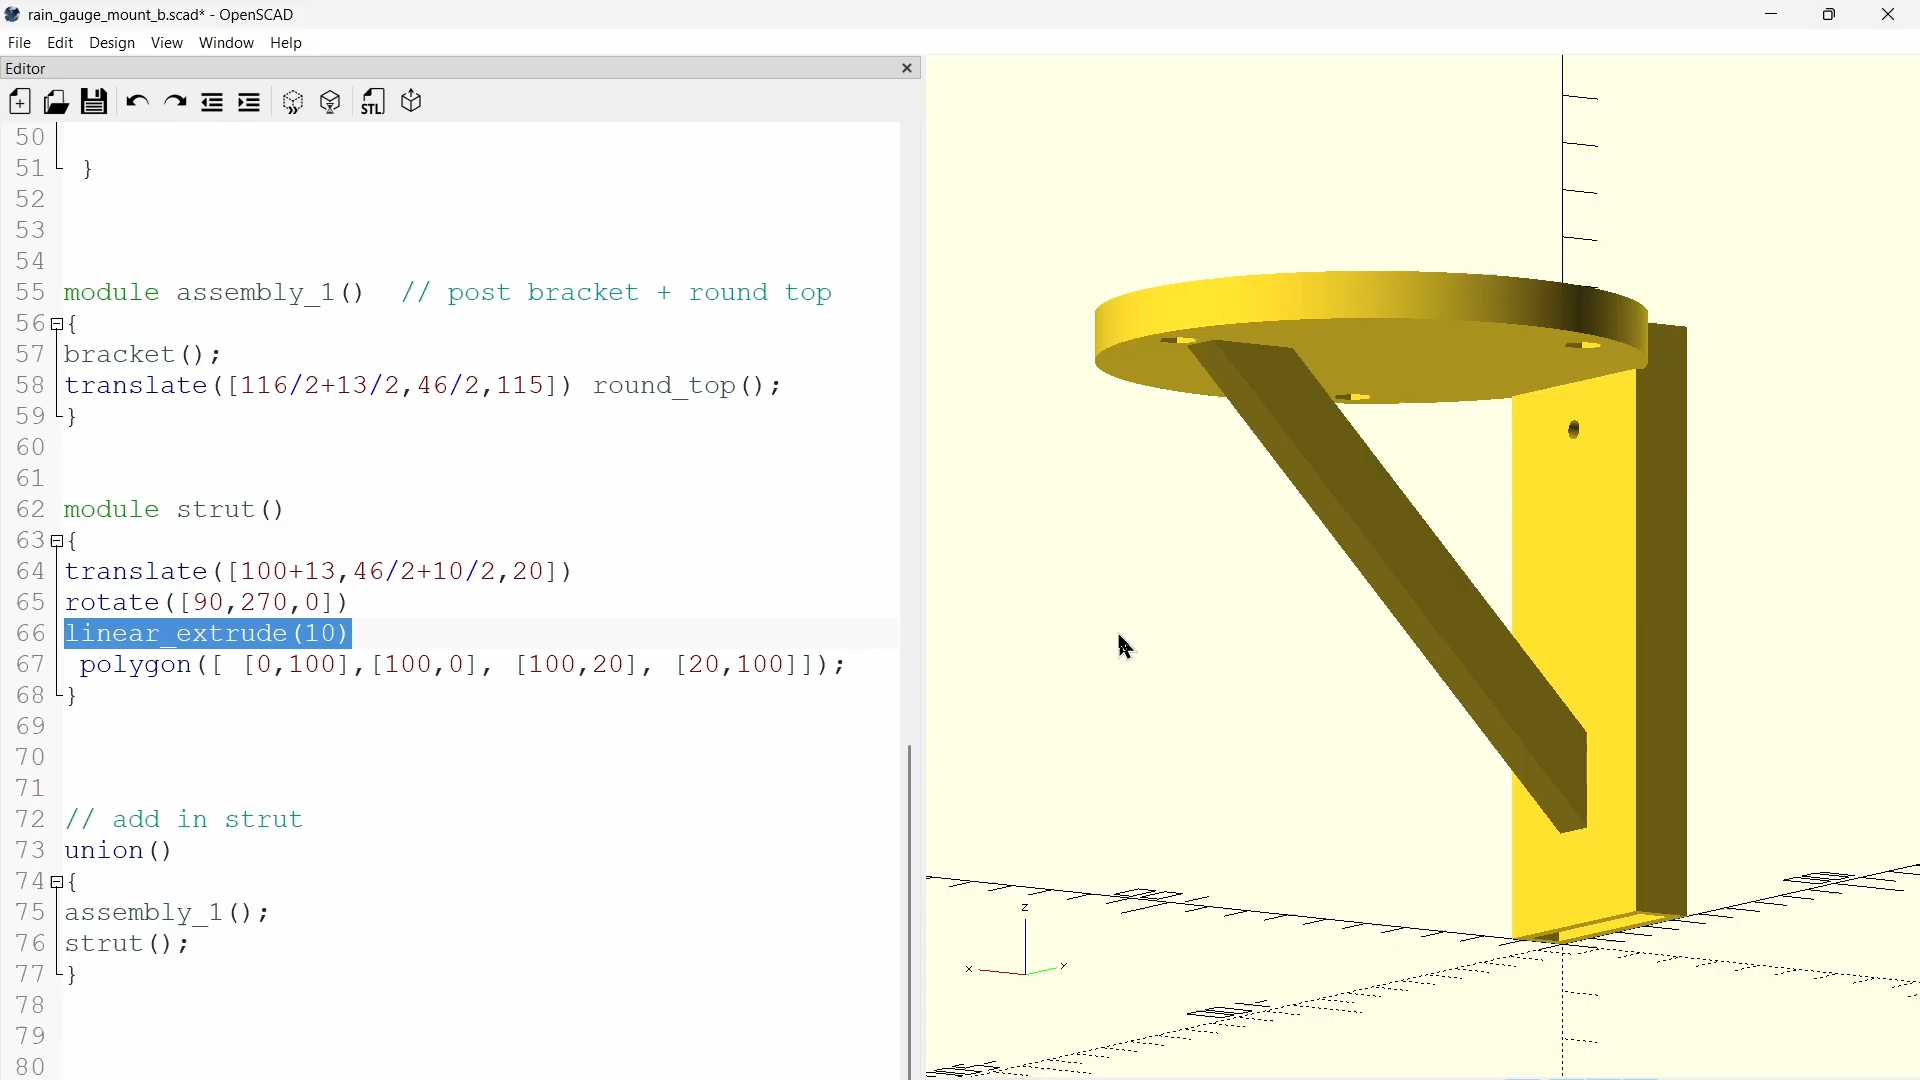 rain_gauge_mount_b.scad* - OpenSCAD
File Edit Design View Window Help
Editor
STL
50
51 }
52
53
54
55 module assembly_1() // post bracket + round top
56 {
57 bracket();
58 translate([116/2+13/2,46/2,115]) round_top();
59 }
60
61
62 module strut()
63 {
64 translate([100+13,46/2+10/2,20])
65 rotate([90,270,0])
66 linear_extrude(10)
67 polygon([ [0,100],[100,0], [100,20], [20,100]]);
68 }
69
70
71
72 // add in strut
73 union()
74 {
75 assembly_1();
76 strut();
77 }
78
79
80
z
x y